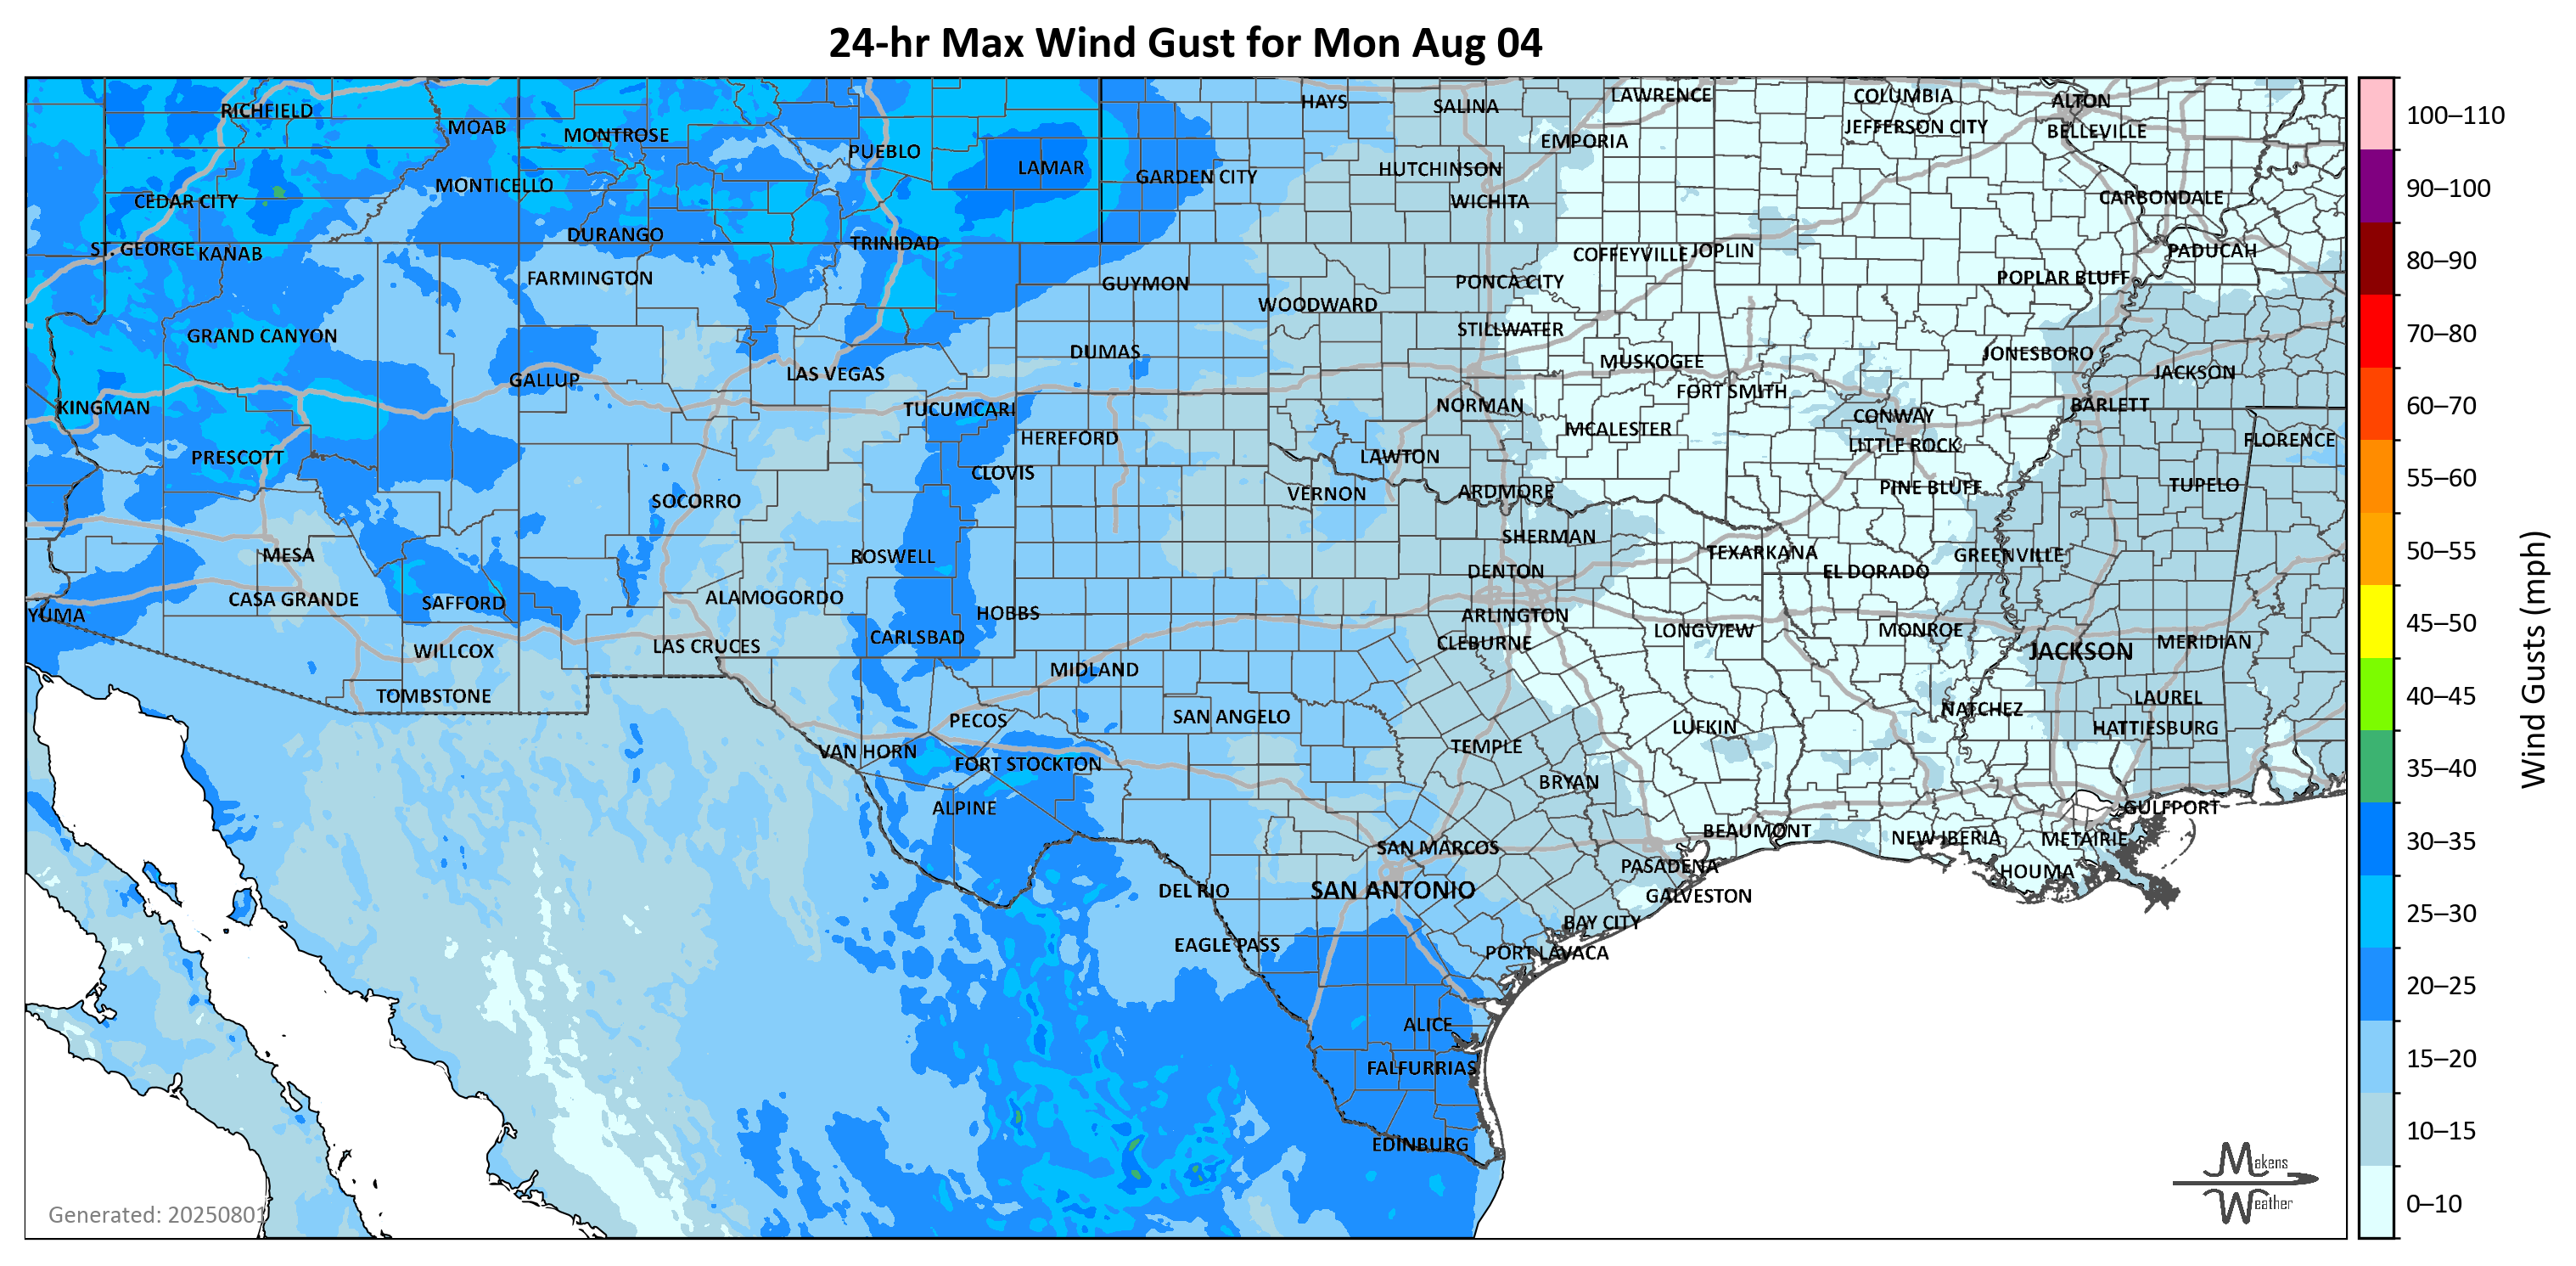 24-hr Max Wind Gust for Mon Aug 04
RICHFIELD
MOAB
MONTROSE
PUEBLO
LAMAR
GARDEN CITY
HAYS
SALINA
LAWRENCE
COLUMBIA
ALTON
EMPORIA
JEFFERSON CITY
BELLEVILLE
HUTCHINSON
MONTICELLO
CEDAR CITY
WICHITA
CARBONDALE
DURANGO
TRINIDAD
ST. GEORGE
KANAB
COFFEYVILLE
JOPLIN
PADUCAH
FARMINGTON
GUYMON
PONCA CITY
POPLAR BLUFF
WOODWARD
GRAND CANYON
STILLWATER
DUMAS
MUSKOGEE
JONESBORO
GALLUP
LAS VEGAS
JACKSON
FORT SMITH
KINGMAN
TUCUMCARI
NORMAN
CONWAY
BARLETT
HEREFORD
MCALESTER
LITTLE ROCK
FLORENCE
PRESCOTT
CLOVIS
LAWTON
SOCORRO
VERNON
ARDMORE
PINE BLUFF
TUPELO
MESA
ROSWELL
SHERMAN
TEXARKANA
GREENVILLE
DENTON
EL DORADO
CASA GRANDE
SAFFORD
ALAMOGORDO
YUMA
HOBBS
ARLINGTON
WILLCOX
LAS CRUCES
CARLSBAD
CLEBURNE
LONGVIEW
MONROE
JACKSON
MERIDIAN
TOMBSTONE
MIDLAND
LAUREL
PECOS
SAN ANGELO
NATCHEZ
HATTIESBURG
VAN HORN
FORT STOCKTON
TEMPLE
LUFKIN
ALPINE
BRYAN
GULFPORT
BEAUMONT
NEW IBERIA
METAIRIE
SAN MARCOS
PASADENA
HOUMA
DEL RIO
SAN ANTONIO
GALVESTON
BAY CITY
EAGLE PASS
PORT LAVACA
ALICE
FALFURRIAS
EDINBURG
Generated: 20250801
Makens
Weather
100–110
90–100
80–90
70–80
60–70
55–60
50–55
45–50
40–45
35–40
30–35
25–30
20–25
15–20
10–15
0–10
Wind Gusts (mph)